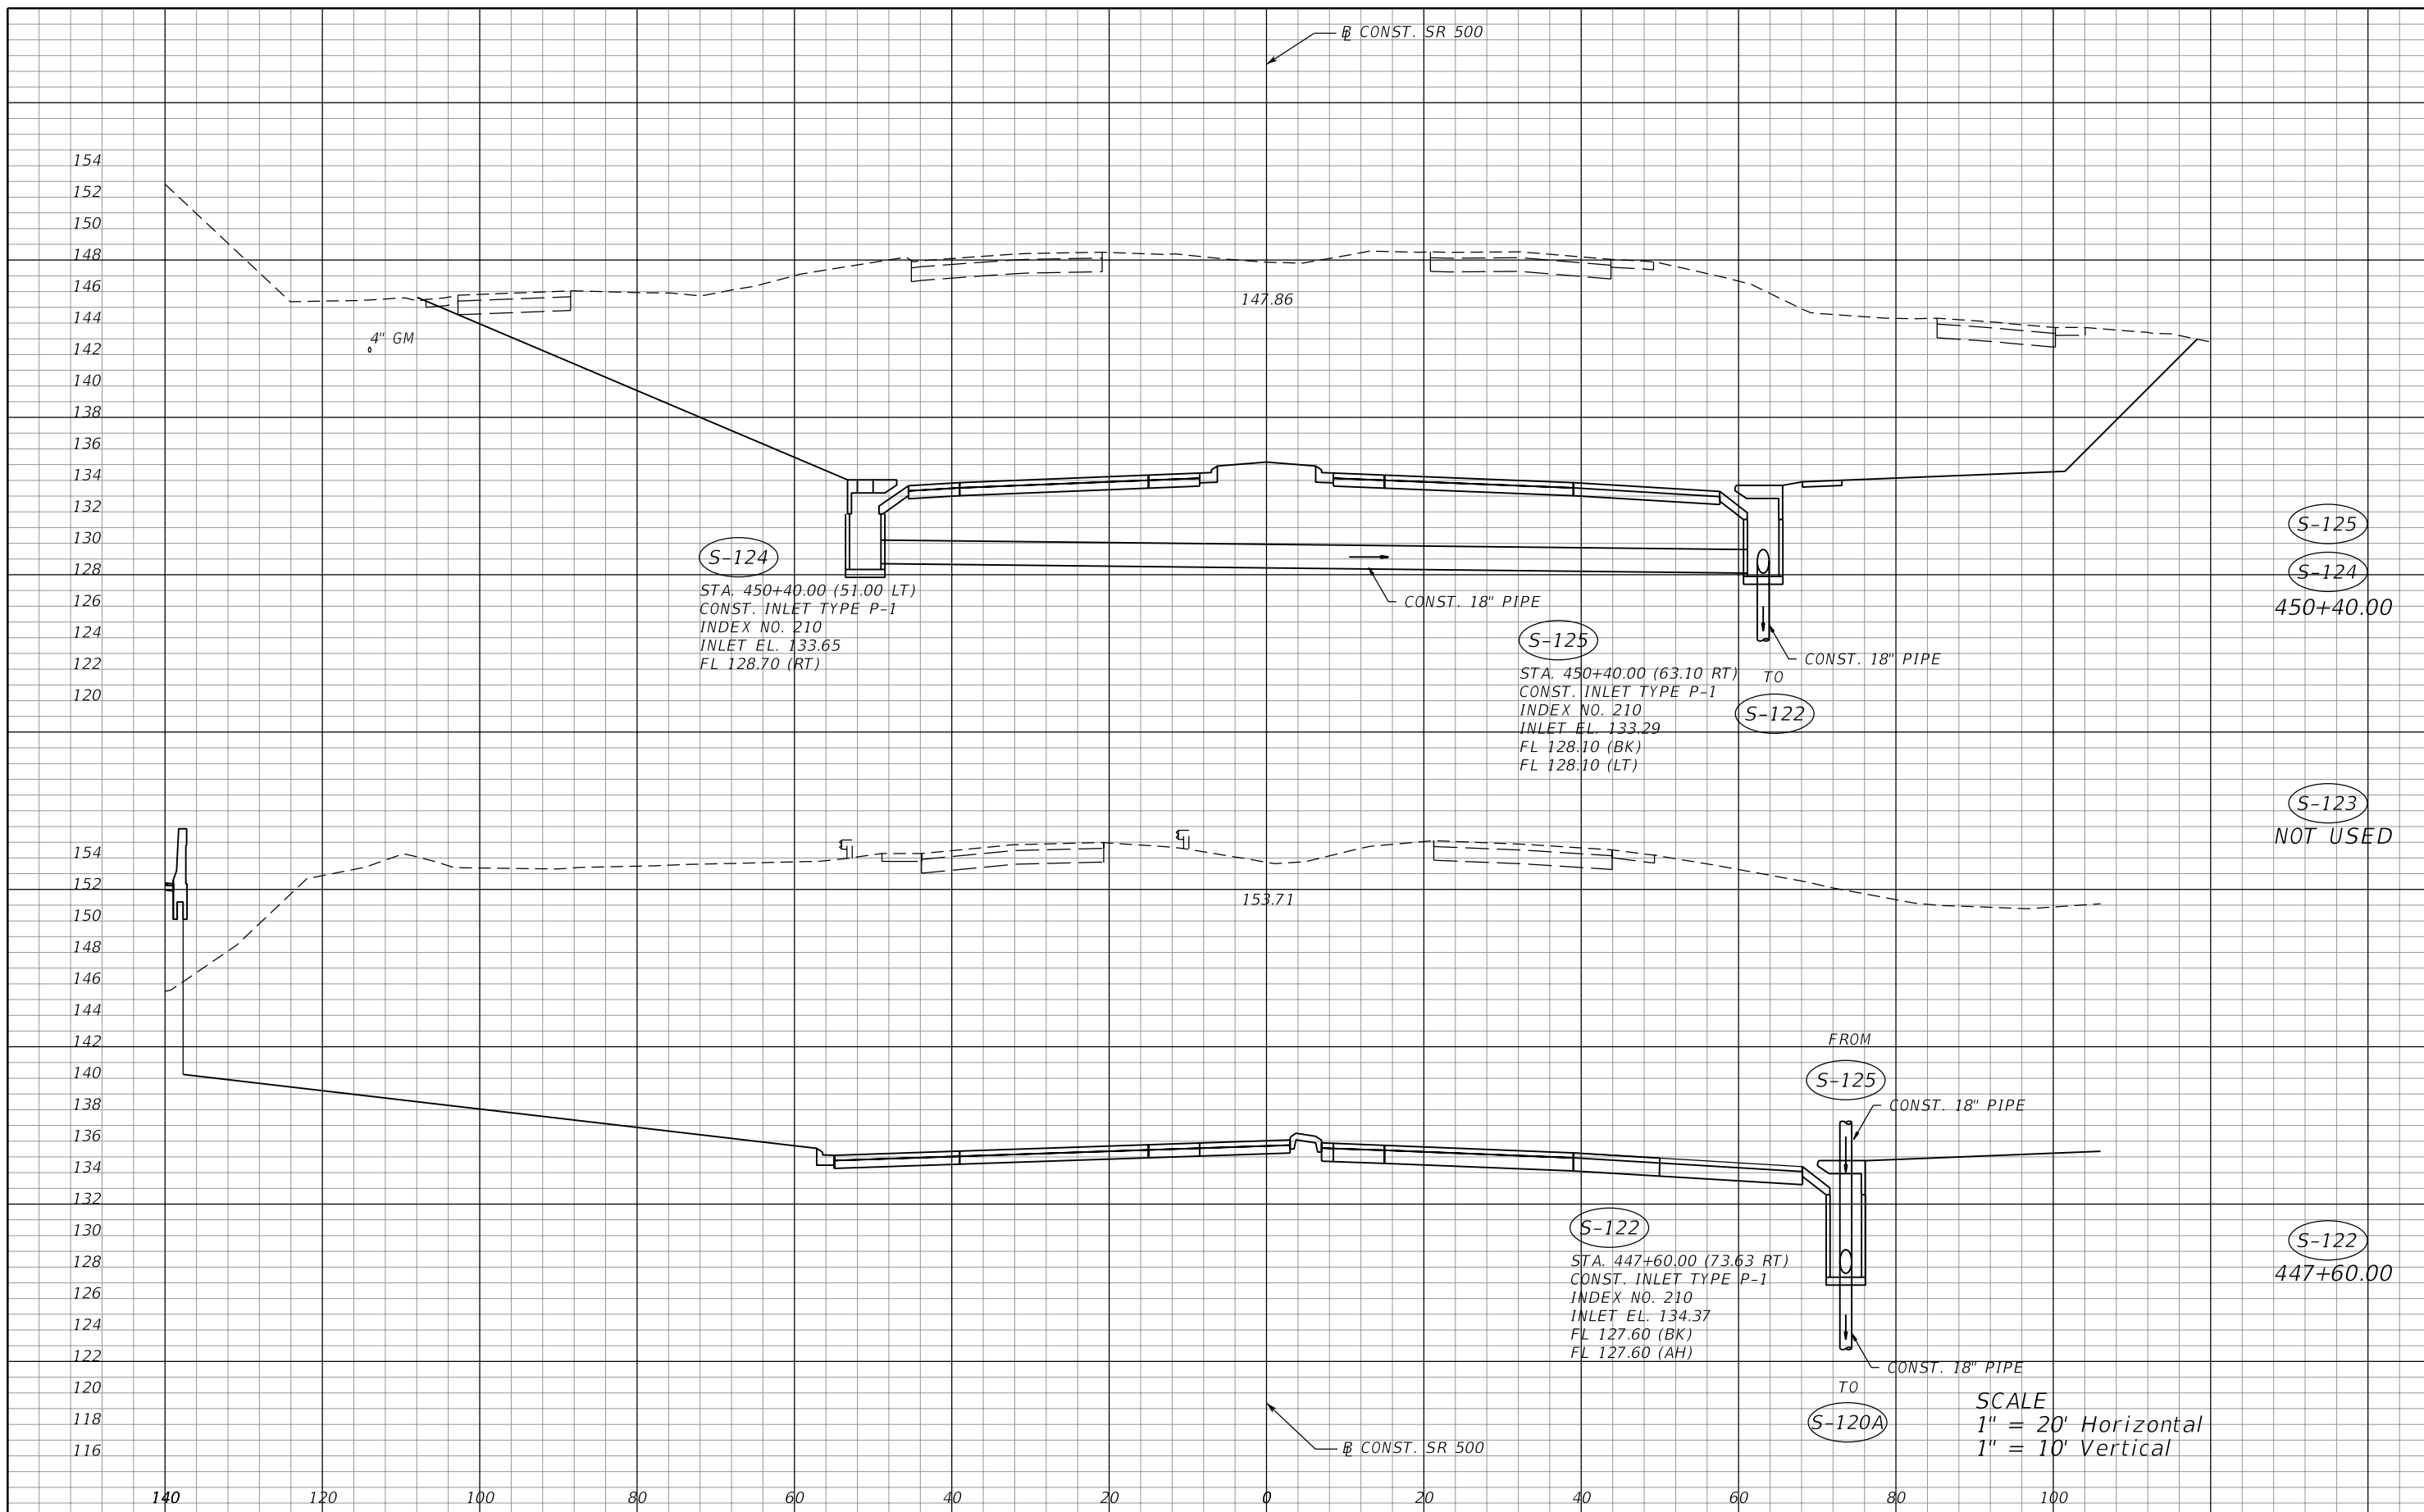 ℄ CONST. SR 500
154
152
150
148
146
144
142
140
138
136
134
132
130
128
126
124
122
120
147.86
4" GM
S-124
STA. 450+40.00 (51.00 LT)
CONST. INLET TYPE P-1
INDEX NO. 210
INLET EL. 133.65
FL 128.70 (RT)
CONST. 18" PIPE
S-125
STA. 450+40.00 (63.10 RT)
CONST. INLET TYPE P-1
INDEX NO. 210
INLET EL. 133.29
FL 128.10 (BK)
FL 128.10 (LT)
CONST. 18" PIPE
TO
S-122
S-125
S-124
450+40.00
S-123
NOT USED
154
152
150
148
146
144
142
140
138
136
134
132
130
128
126
124
122
120
118
116
153.71
FROM
S-125
CONST. 18" PIPE
S-122
STA. 447+60.00 (73.63 RT)
CONST. INLET TYPE P-1
INDEX NO. 210
INLET EL. 134.37
FL 127.60 (BK)
FL 127.60 (AH)
CONST. 18" PIPE
TO
S-120A
S-122
447+60.00
SCALE
1" = 20' Horizontal
1" = 10' Vertical
℄ CONST. SR 500
140 120 100 80 60 40 20 0 20 40 60 80 100